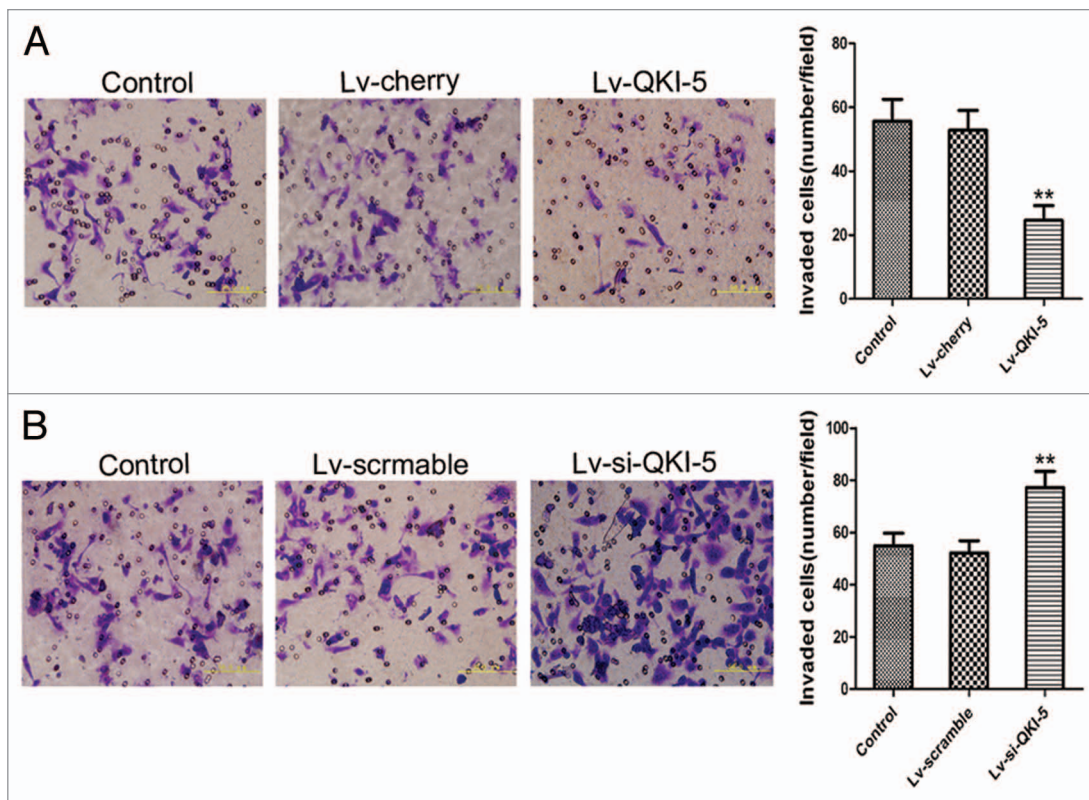 A
Control
Lv-cherry
Lv-QKI-5
Invaded cells(number/field)
80
60
40
20
0
**
Control
Lv-cherry
Lv-QKI-5
B
Control
Lv-scrmable
Lv-si-QKI-5
Invaded cells(number/field)
100
80
60
40
20
0
**
Control
Lv-scramble
Lv-si-QKI-5